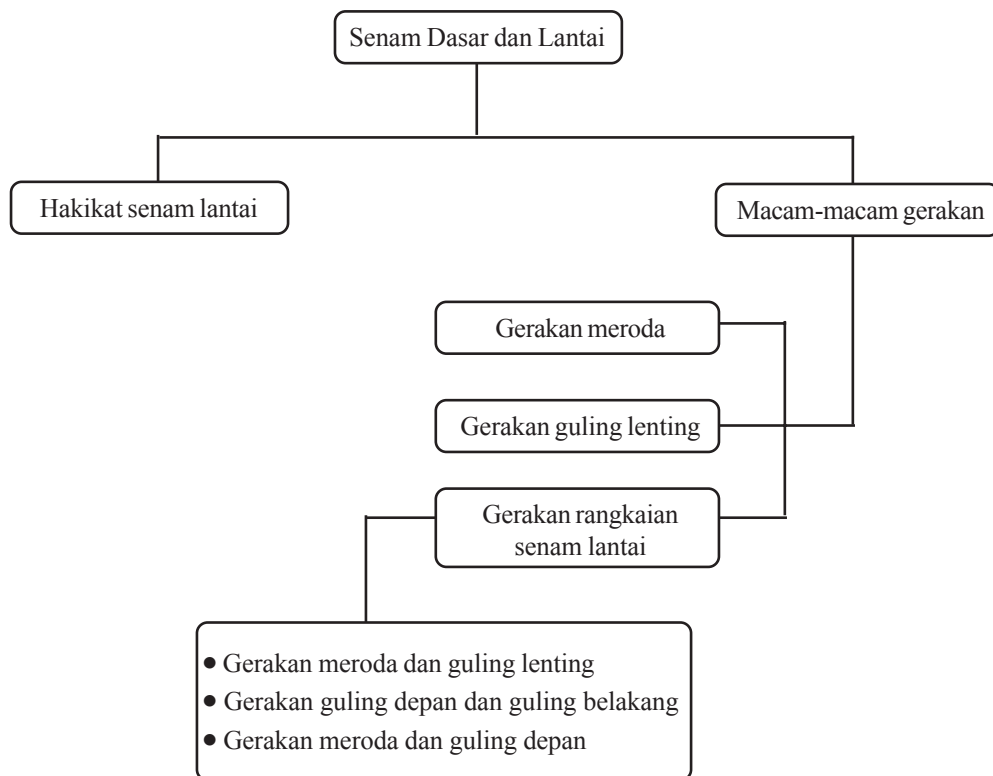 Senam Dasar dan Lantai
Hakikat senam lantai
Macam-macam gerakan
Gerakan meroda
Gerakan guling lenting
Gerakan rangkaian
senam lantai
• Gerakan meroda dan guling lenting
• Gerakan guling depan dan guling belakang
• Gerakan meroda dan guling depan